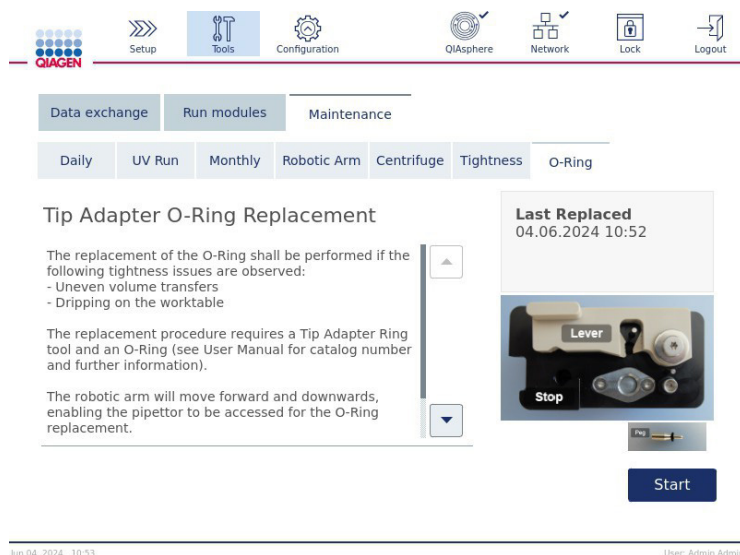 QIAGEN
Setup
Tools
Configuration
QIAsphere
Network
Lock
Logout
Data exchange
Run modules
Maintenance
Daily
UV Run
Monthly
Robotic Arm
Centrifuge
Tightness
O-Ring
Tip Adapter O-Ring Replacement
The replacement of the O-Ring shall be performed if the
following tightness issues are observed:
- Uneven volume transfers
- Dripping on the worktable
The replacement procedure requires a Tip Adapter Ring
tool and an O-Ring (see User Manual for catalog number
and further information).
The robotic arm will move forward and downwards,
enabling the pipettor to be accessed for the O-Ring
replacement.
Last Replaced
04.06.2024 10:52
Lever
Stop
Peg
Start
Jun 04, 2024 10:53
User: Admin Admin